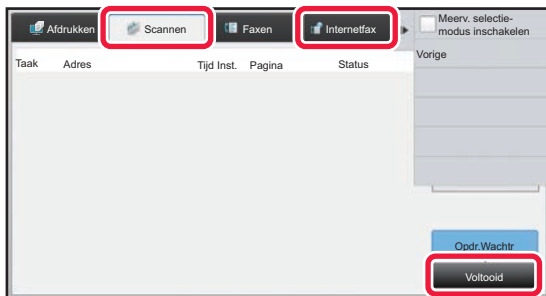 Afdrukken Scannen Faxen Internetfax
Meerv. selectie-
modus inschakelen
Vorige
Taak Adres Tijd Inst. Pagina Status
Opdr.Wachtr
Voltooid